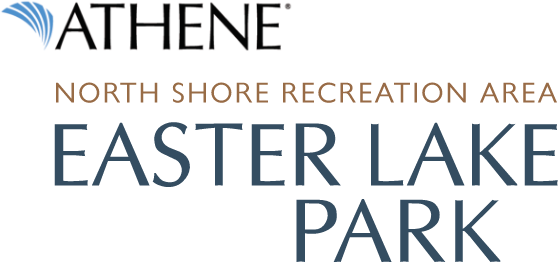 ATHENE®
NORTH SHORE RECREATION AREA
EASTER LAKE
PARK